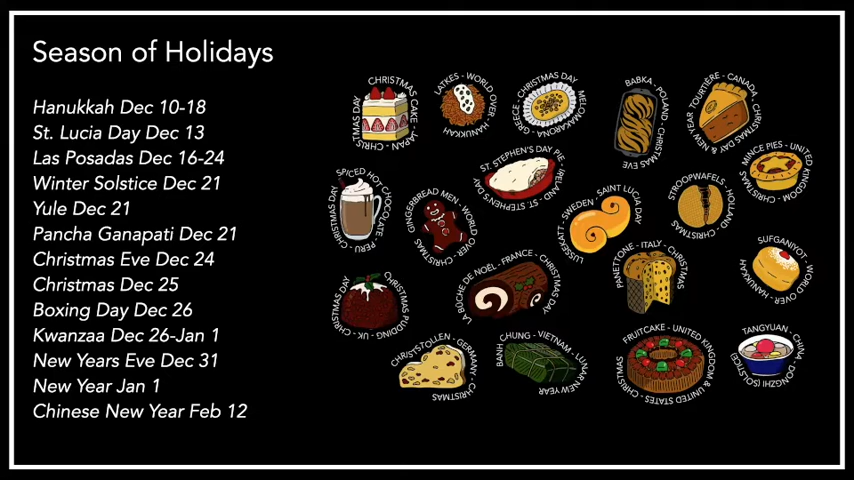 Season of Holidays
Hanukkah Dec 10-18
St. Lucia Day Dec 13
Las Posadas Dec 16-24
Winter Solstice Dec 21
Yule Dec 21
Pancha Ganapati Dec 21
Christmas Eve Dec 24
Christmas Dec 25
Boxing Day Dec 26
Kwanzaa Dec 26-Jan 1
New Years Eve Dec 31
New Year Jan 1
Chinese New Year Feb 12
CHRISTMAS CAKE - JAPAN - CHRISTMAS DAY
LATKES - WORLD OVER - HANUKKAH
MELOMAKARONA - GREECE - CHRISTMAS DAY
BABKA - POLAND - CHRISTMAS EVE
TOURTIÈRE - CANADA - CHRISTMAS & NEW YEAR
SPICED HOT CHOCOLATE - PERU - CHRISTMAS DAY
GINGERBREAD MEN - WORLD OVER - CHRISTMAS
ST. STEPHEN'S DAY PIE - IRELAND - ST. STEPHEN'S DAY
LUSSEKATT - SWEDEN - SAINT LUCIA DAY
STROOPWAFELS - HOLLAND - CHRISTMAS
MINCE PIES - UNITED KINGDOM - CHRISTMAS
CHRISTMAS PUDDING - UK - CHRISTMAS DAY
LA BÛCHE DE NOËL - FRANCE - CHRISTMAS DAY
PANETTONE - ITALY - CHRISTMAS
SUFGANIYOT - WORLD OVER - HANUKKAH
CHRISTSTOLLEN - GERMANY - CHRISTMAS
BANH CHUNG - VIETNAM - LUNAR NEW YEAR
FRUITCAKE - UNITED KINGDOM & UNITED STATES - CHRISTMAS
TANGYUAN - CHINA - DONGZHI (SOLSTICE)